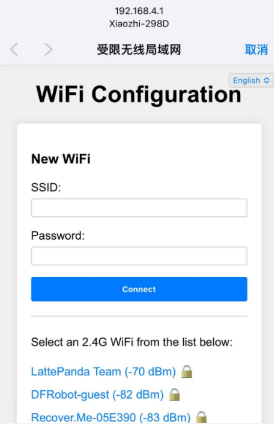 192.168.4.1
Xiaozhi-298D
受限无线局域网
取消
English
WiFi Configuration
New WiFi
SSID:
Password:
Connect
Select an 2.4G WiFi from the list below:
LattePanda Team (-70 dBm)
DFRobot-guest (-82 dBm)
Recover.Me-05E390 (-83 dBm)